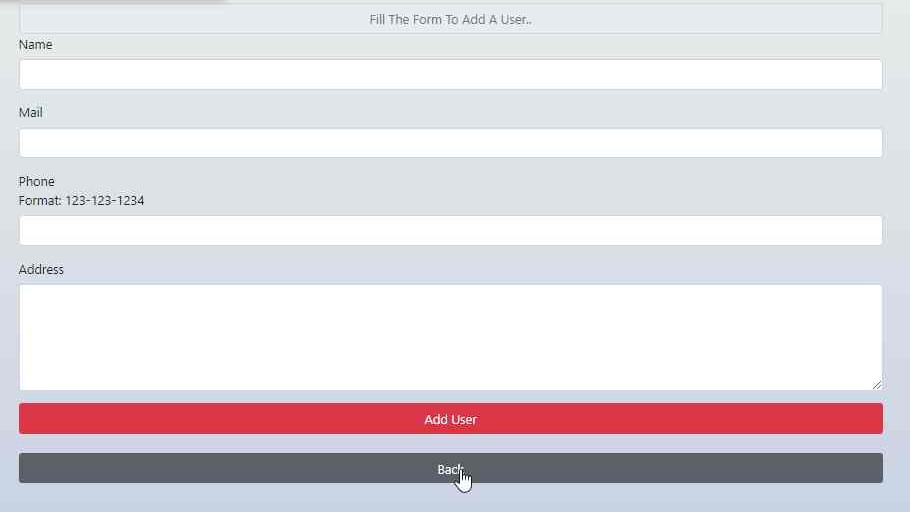 Fill The Form To Add A User..
Name
Mail
Phone
Format: 123-123-1234
Address
Add User
Back